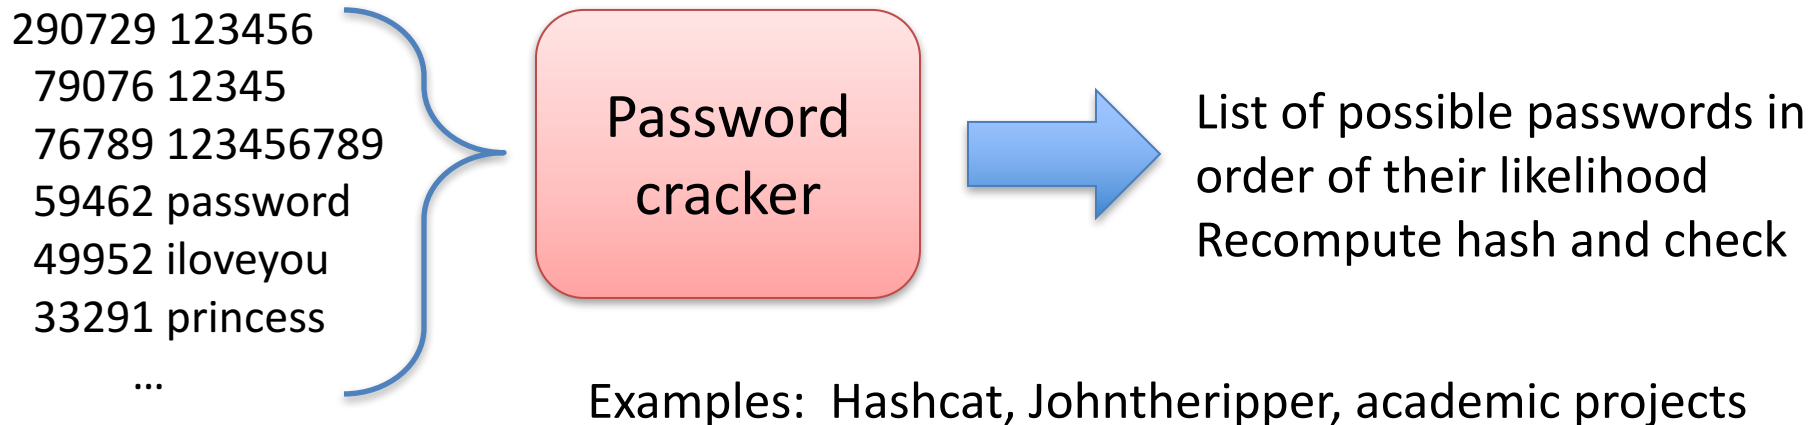 290729 123456
79076 12345
76789 123456789
59462 password
49952 iloveyou
33291 princess
…
Password
cracker
List of possible passwords in
order of their likelihood
Recompute hash and check
Examples:  Hashcat, Johntheripper, academic projects